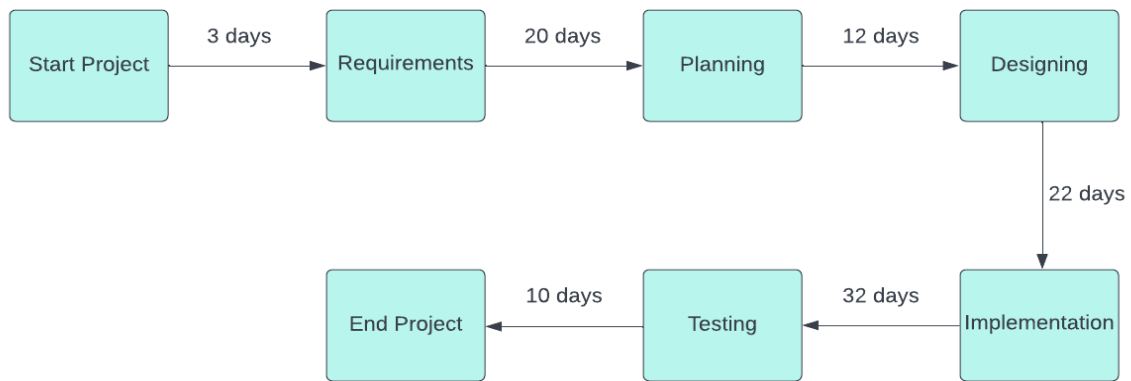 3 days
20 days
12 days
Start Project
Requirements
Planning
Designing
22 days
10 days
32 days
End Project
Testing
Implementation